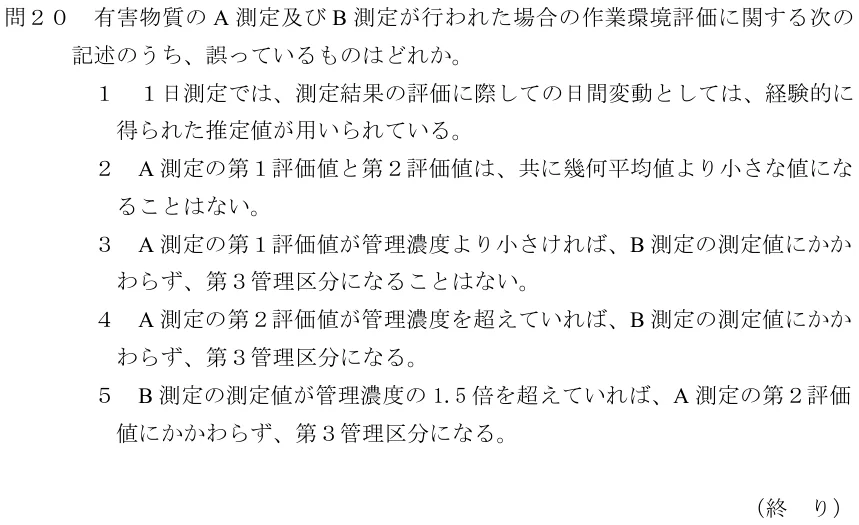 問２０　有害物質の A 測定及び B 測定が行われた場合の作業環境評価に関する次の
記述のうち、誤っているものはどれか。
１　１日測定では、測定結果の評価に際しての日間変動としては、経験的に
得られた推定値が用いられている。
２　A 測定の第１評価値と第２評価値は、共に幾何平均値より小さな値にな
ることはない。
３　A 測定の第１評価値が管理濃度より小さければ、B 測定の測定値にかか
わらず、第３管理区分になることはない。
４　A 測定の第２評価値が管理濃度を超えていれば、B 測定の測定値にかか
わらず、第３管理区分になる。
５　B 測定の測定値が管理濃度の 1.5 倍を超えていれば、A 測定の第２評価
値にかかわらず、第３管理区分になる。
（終　り）